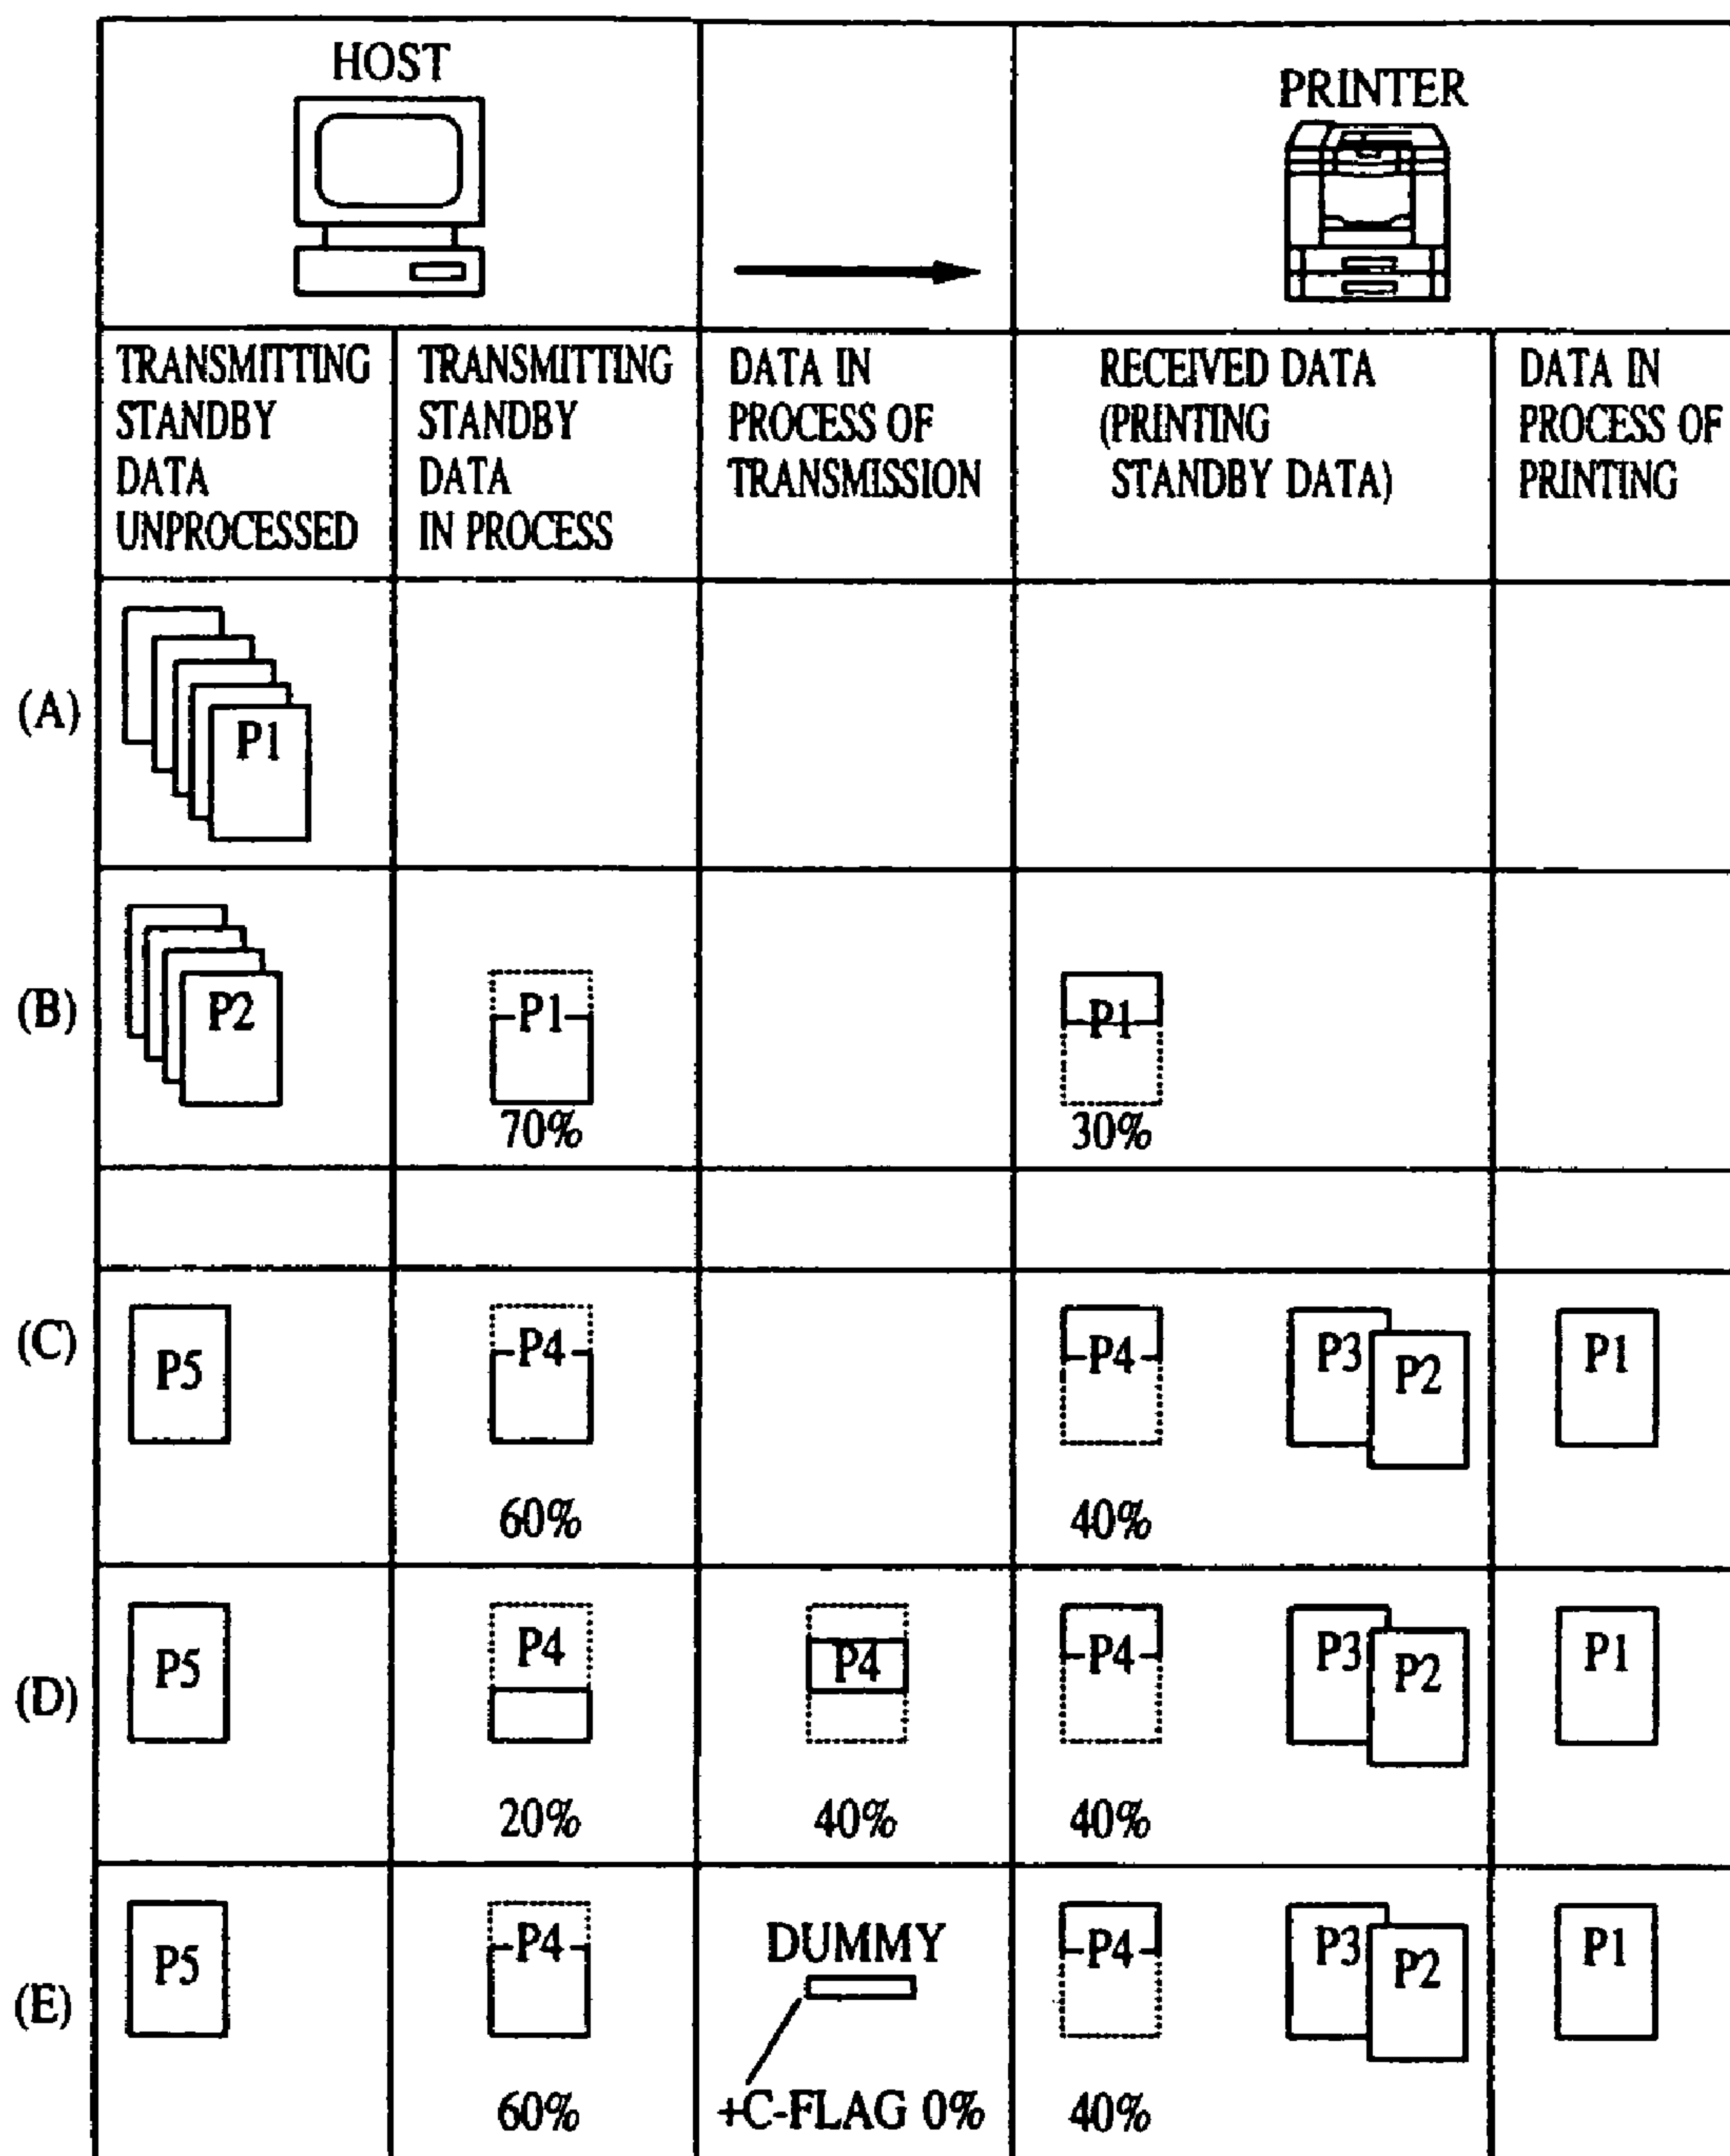 HOST
PRINTER
TRANSMITTING
STANDBY
DATA
UNPROCESSED
TRANSMITTING
STANDBY
DATA
IN PROCESS
DATA IN
PROCESS OF
TRANSMISSION
RECEIVED DATA
(PRINTING
STANDBY DATA)
DATA IN
PROCESS OF
PRINTING
(A)
P1
(B)
P2
P1
70%
P1
30%
(C)
P5
P4
60%
P4
40%
P3
P2
P1
(D)
P5
P4
20%
P4
40%
P4
40%
P3
P2
P1
(E)
P5
P4
60%
DUMMY
+C-FLAG 0%
P4
40%
P3
P2
P1